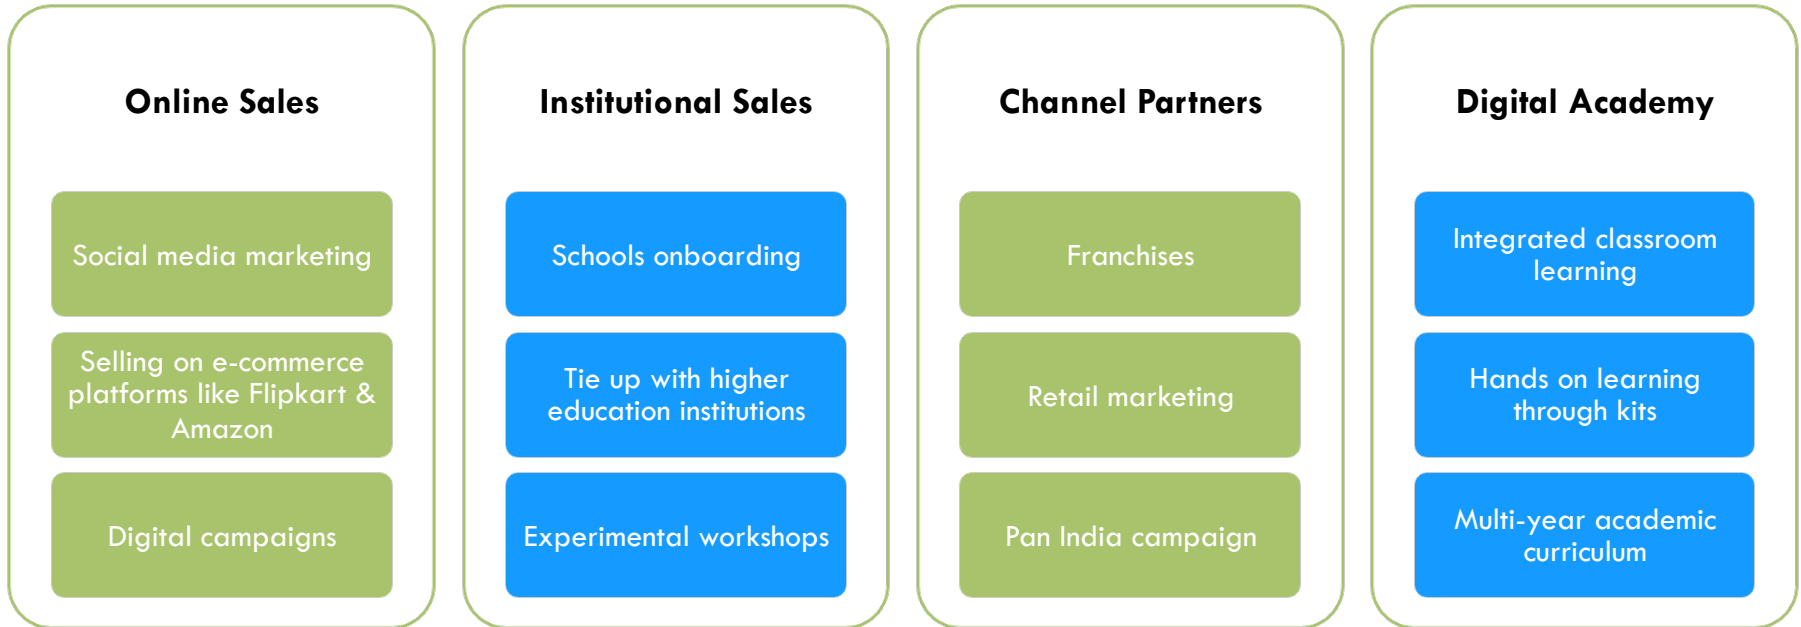 Online Sales
Social media marketing
Selling on e-commerce
platforms like Flipkart &
Amazon
Digital campaigns
Institutional Sales
Schools onboarding
Tie up with higher
education institutions
Experimental workshops
Channel Partners
Franchises
Retail marketing
Pan India campaign
Digital Academy
Integrated classroom
learning
Hands on learning
through kits
Multi-year academic
curriculum